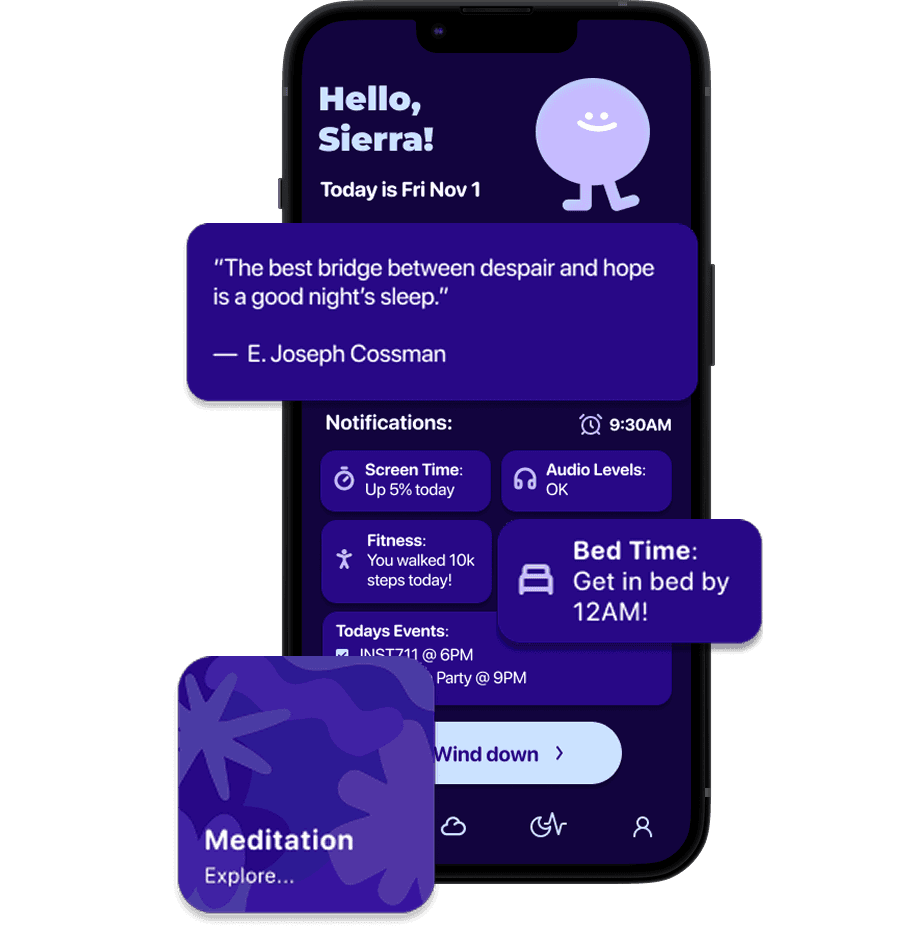 Hello,
Sierra!
Today is Fri Nov 1
“The best bridge between despair and hope
is a good night’s sleep.”
— E. Joseph Cossman
Notifications:
9:30AM
Screen Time:
Up 5% today
Audio Levels:
OK
Fitness:
You walked 10k
steps today!
Bed Time:
Get in bed by
12AM!
Todays Events:
INST711 @ 6PM
Party @ 9PM
Wind down
Meditation
Explore...